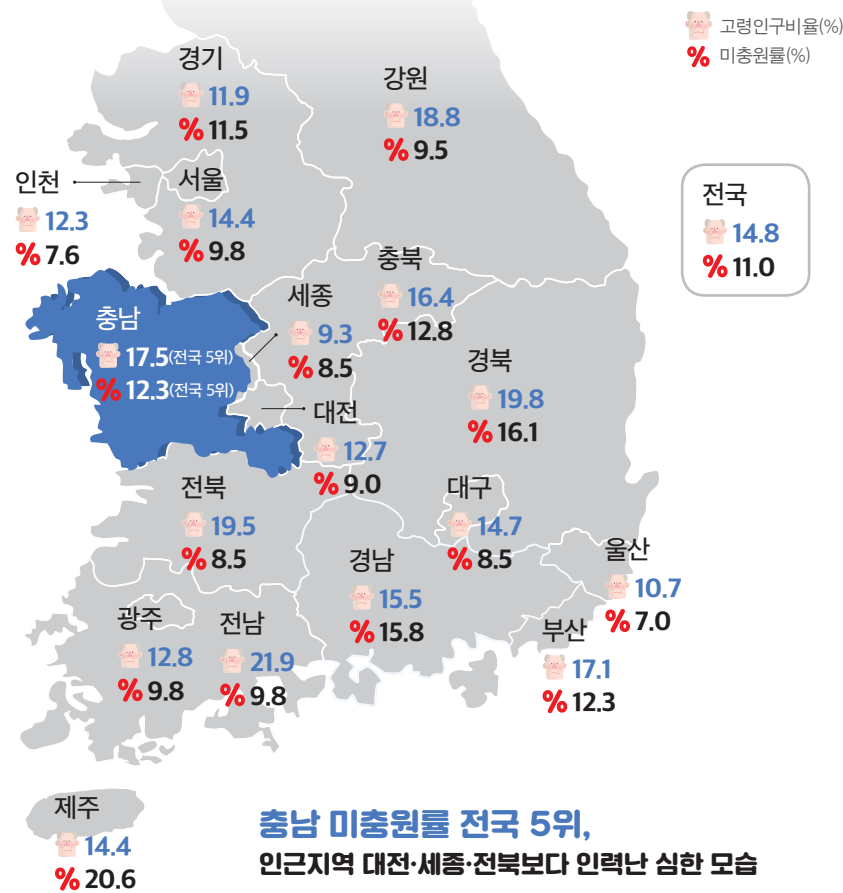 고령인구비율(%)
% 미충원률(%)
경기
11.9
% 11.5
강원
18.8
% 9.5
인천
12.3
% 7.6
서울
14.4
% 9.8
전국
14.8
% 11.0
충북
16.4
% 12.8
세종
9.3
% 8.5
충남
17.5(전국 5위)
% 12.3(전국 5위)
경북
19.8
% 16.1
대전
12.7
% 9.0
전북
19.5
% 8.5
대구
14.7
% 8.5
경남
15.5
% 15.8
울산
10.7
% 7.0
광주
12.8
% 9.8
전남
21.9
% 9.8
부산
17.1
% 12.3
제주
14.4
% 20.6
충남 미충원률 전국 5위,
인근지역 대전·세종·전북보다 인력난 심한 모습